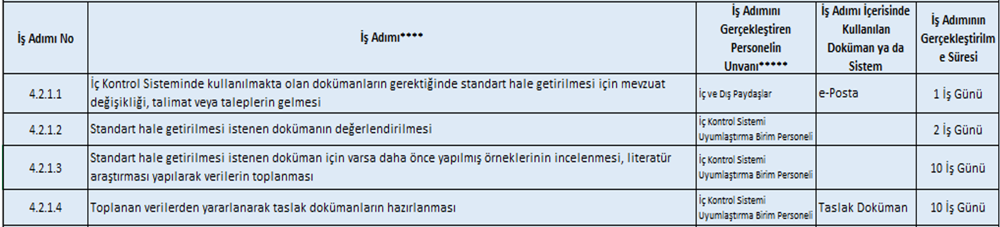 İş Adımı No
İş Adımı****
İş Adımını
Gerçekleştiren
Personelin
Unvanı*****
İş Adımı İçerisinde
Kullanılan
Doküman ya da
Sistem
İş Adımının
Gerçekleştirilm
e Süresi
4.2.1.1
İç Kontrol Sisteminde kullanılmakta olan dokümanların gerektiğinde standart hale getirilmesi için mevzuat
değişikliği, talimat veya taleplerin gelmesi
İç ve Dış Paydaşlar
e-Posta
1 İş Günü
4.2.1.2
Standart hale getirilmesi istenen dokümanın değerlendirilmesi
İç Kontrol Sistemi
Uyumlaştırma Birim Personeli
2 İş Günü
4.2.1.3
Standart hale getirilmesi istenen doküman için varsa daha önce yapılmış örneklerinin incelenmesi, literatür
araştırması yapılarak verilerin toplanması
İç Kontrol Sistemi
Uyumlaştırma Birim Personeli
10 İş Günü
4.2.1.4
Toplanan verilerden yararlanarak taslak dokümanların hazırlanması
İç Kontrol Sistemi
Uyumlaştırma Birim Personeli
Taslak Doküman
10 İş Günü